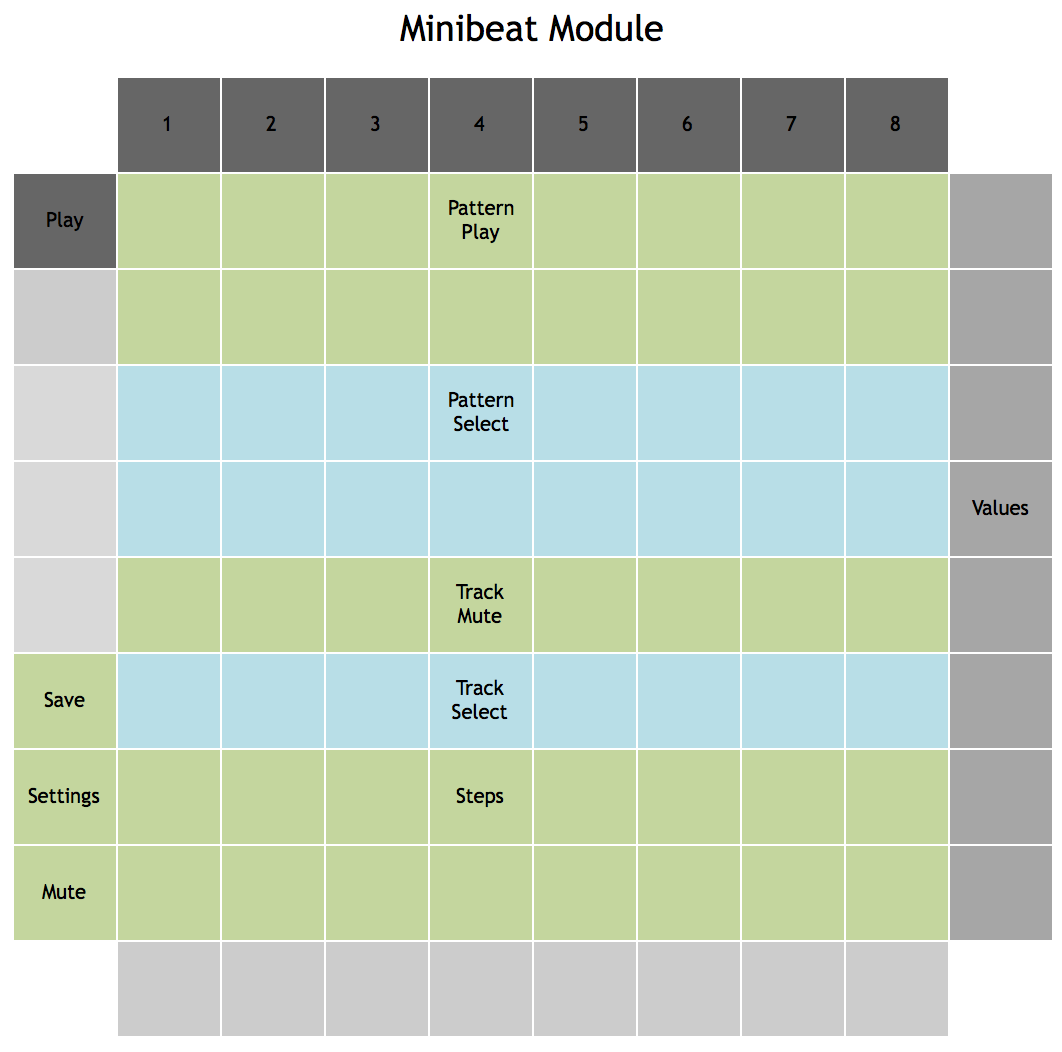 Minibeat Module
1 2 3 4 5 6 7 8
Play
Pattern
Play
Pattern
Select
Values
Track
Mute
Save
Track
Select
Settings
Steps
Mute